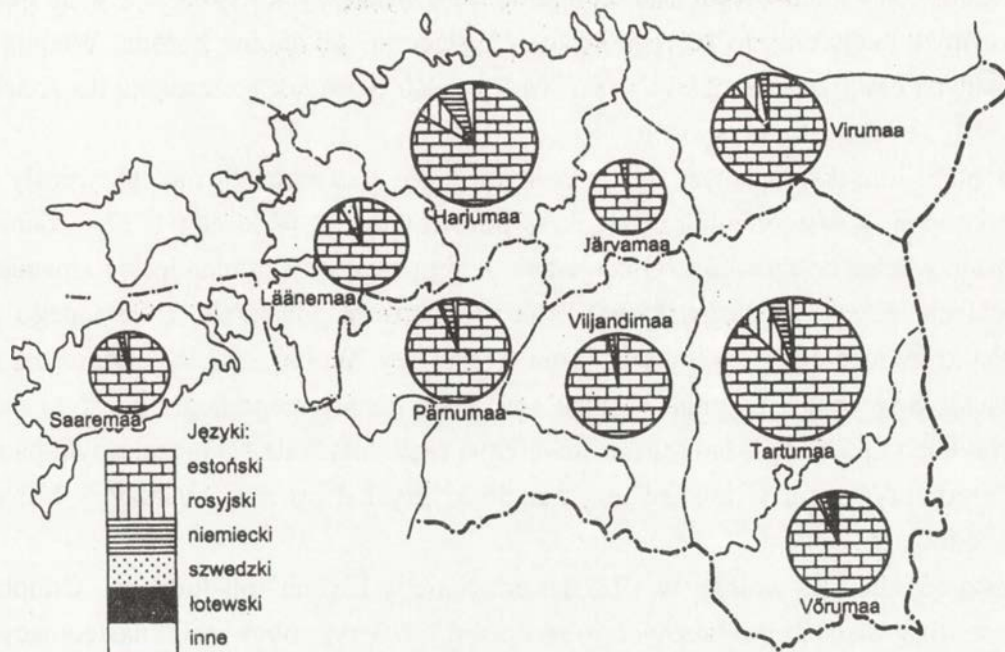 Virumaa
Harjumaa
Järvamaa
Läänemaa
Viljandimaa
Saaremaa
Pärnumaa
Tartumaa
Języki:
estoński
rosyjski
niemiecki
szwedzki
łotewski
inne
Võrumaa